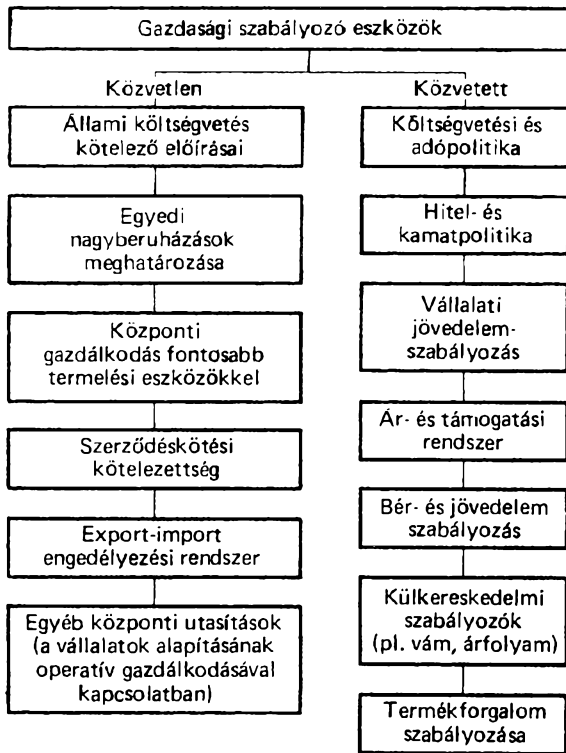 Gazdasági szabályozó eszközök
Közvetlen
Állami költségvetés
kötelező előírásai
Egyedi
nagyberuházások
meghatározása
Központi
gazdálkodás fontosabb
termelési eszközökkel
Szerződéskötési
kötelezettség
Export-import
engedélyezési rendszer
Egyéb központi utasítások
(a vállalatok alapításának
operatív gazdálkodásával
kapcsolatban)
Közvetett
Költségvetési és
adópolitika
Hitel- és
kamatpolitika
Vállalati
jövedelem-
szabályozás
Ár- és támogatási
rendszer
Bér- és jövedelem
szabályozás
Külkereskedelmi
szabályozók
(pl. vám, árfolyam)
Termékforgalom
szabályozása